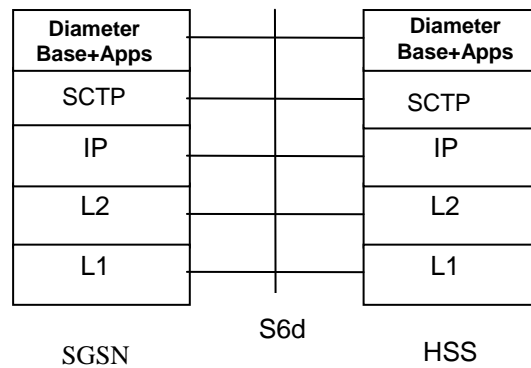 Diameter
Base+Apps
SCTP
IP
L2
L1
SGSN
S6d
Diameter
Base+Apps
SCTP
IP
L2
L1
HSS